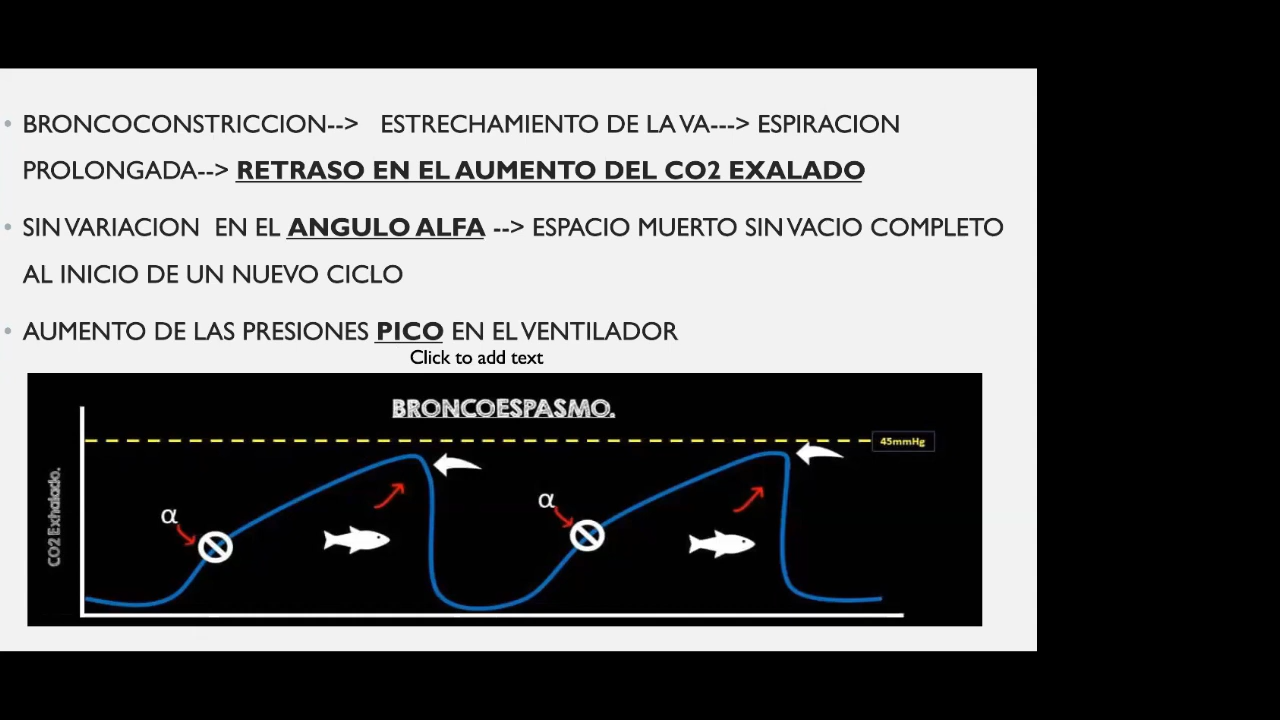 BRONCOCONSTRICCION--> ESTRECHAMIENTO DE LA VA---> ESPIRACION
PROLONGADA--> RETRASO EN EL AUMENTO DEL CO2 EXALADO
SIN VARIACION EN EL ANGULO ALFA --> ESPACIO MUERTO SIN VACIO COMPLETO
AL INICIO DE UN NUEVO CICLO
AUMENTO DE LAS PRESIONES PICO EN EL VENTILADOR
Click to add text
BRONCOESPASMO.
45mmHg
CO2 Exhalado.
α
α